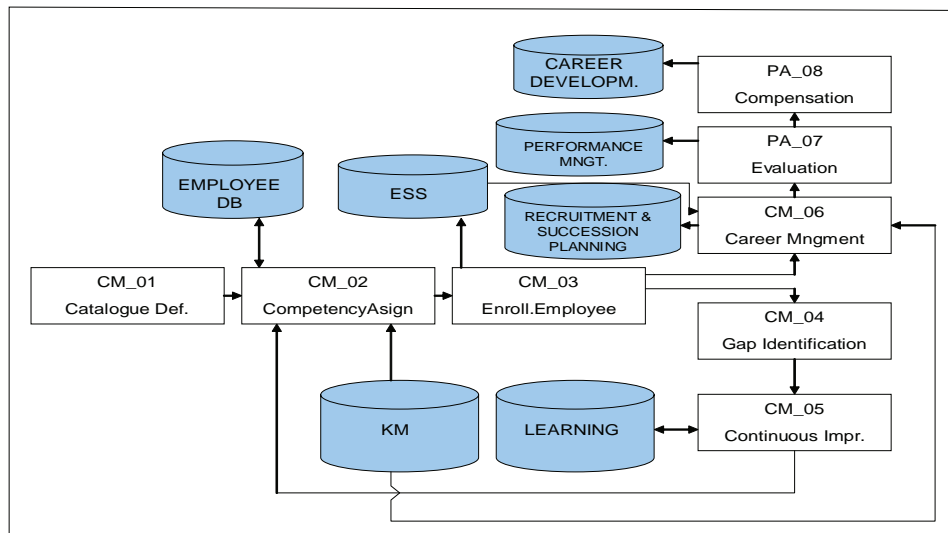 CAREER
DEVELOPM.
PA_08
Compensation
PERFORMANCE
MNGT.
PA_07
Evaluation
EMPLOYEE
DB
ESS
RECRUITMENT &
SUCCESSION
PLANNING
CM_06
Career Mngment
CM_01
Catalogue Def.
CM_02
CompetencyAsign
CM_03
Enroll.Employee
CM_04
Gap Identification
KM
LEARNING
CM_05
Continuous Impr.